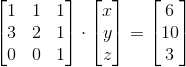 [1 1 1] [x] [6]
[3 2 1] · [y] = [10]
[0 0 1] [z] [3]